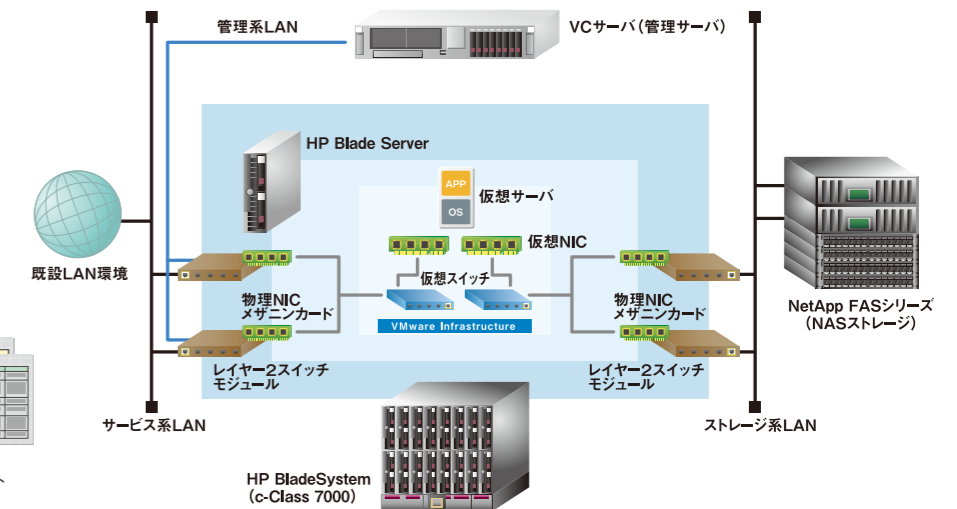 管理系LAN
VCサーバ(管理サーバ)
HP Blade Server
APP
OS
仮想サーバ
仮想NIC
既設LAN環境
仮想スイッチ
物理NIC
メザニンカード
VMware Infrastructure
物理NIC
メザニンカード
NetApp FASシリーズ
(NASストレージ)
レイヤー2スイッチ
モジュール
レイヤー2スイッチ
モジュール
サービス系LAN
ストレージ系LAN
HP BladeSystem
(c-Class 7000)